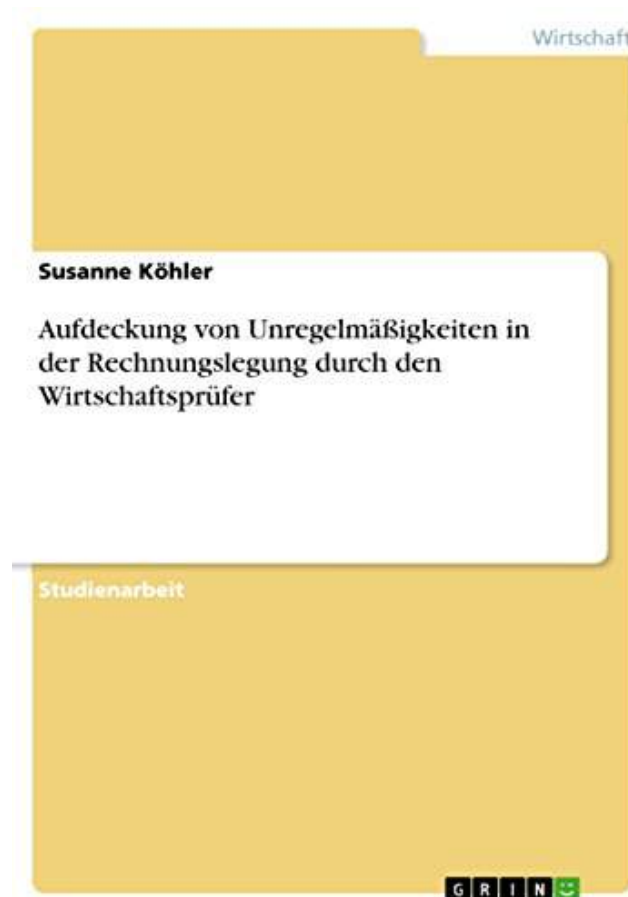 Wirtschaft
Susanne Köhler
Aufdeckung von Unregelmäßigkeiten in
der Rechnungslegung durch den
Wirtschaftsprüfer
Studienarbeit
GRIN